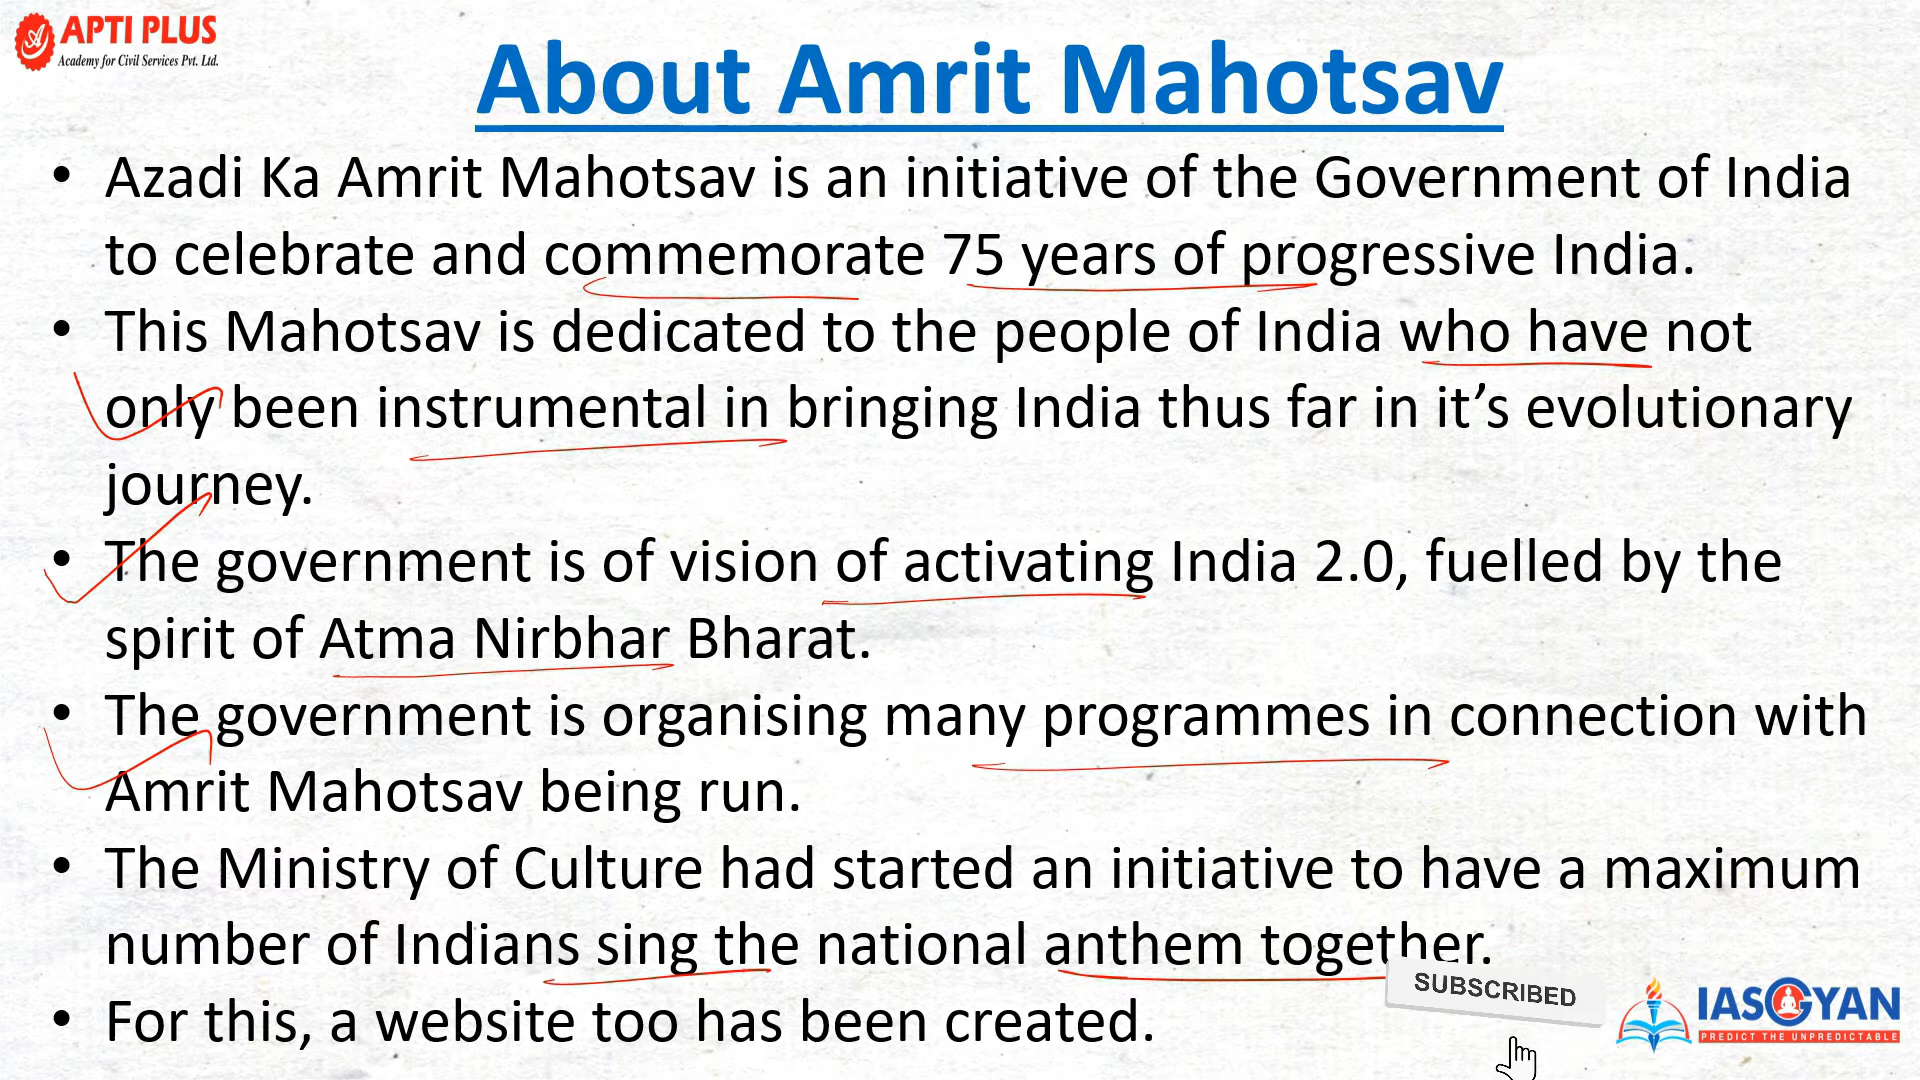 APTI PLUS
Academy for Civil Services Pvt. Ltd.
About Amrit Mahotsav
• Azadi Ka Amrit Mahotsav is an initiative of the Government of India
to celebrate and commemorate 75 years of progressive India.
• This Mahotsav is dedicated to the people of India who have not
only been instrumental in bringing India thus far in it’s evolutionary
journey.
• The government is of vision of activating India 2.0, fuelled by the
spirit of Atma Nirbhar Bharat.
• The government is organising many programmes in connection with
Amrit Mahotsav being run.
• The Ministry of Culture had started an initiative to have a maximum
number of Indians sing the national anthem together.
• For this, a website too has been created.
SUBSCRIBED
IASGYAN
PREDICT THE UNPREDICTABLE